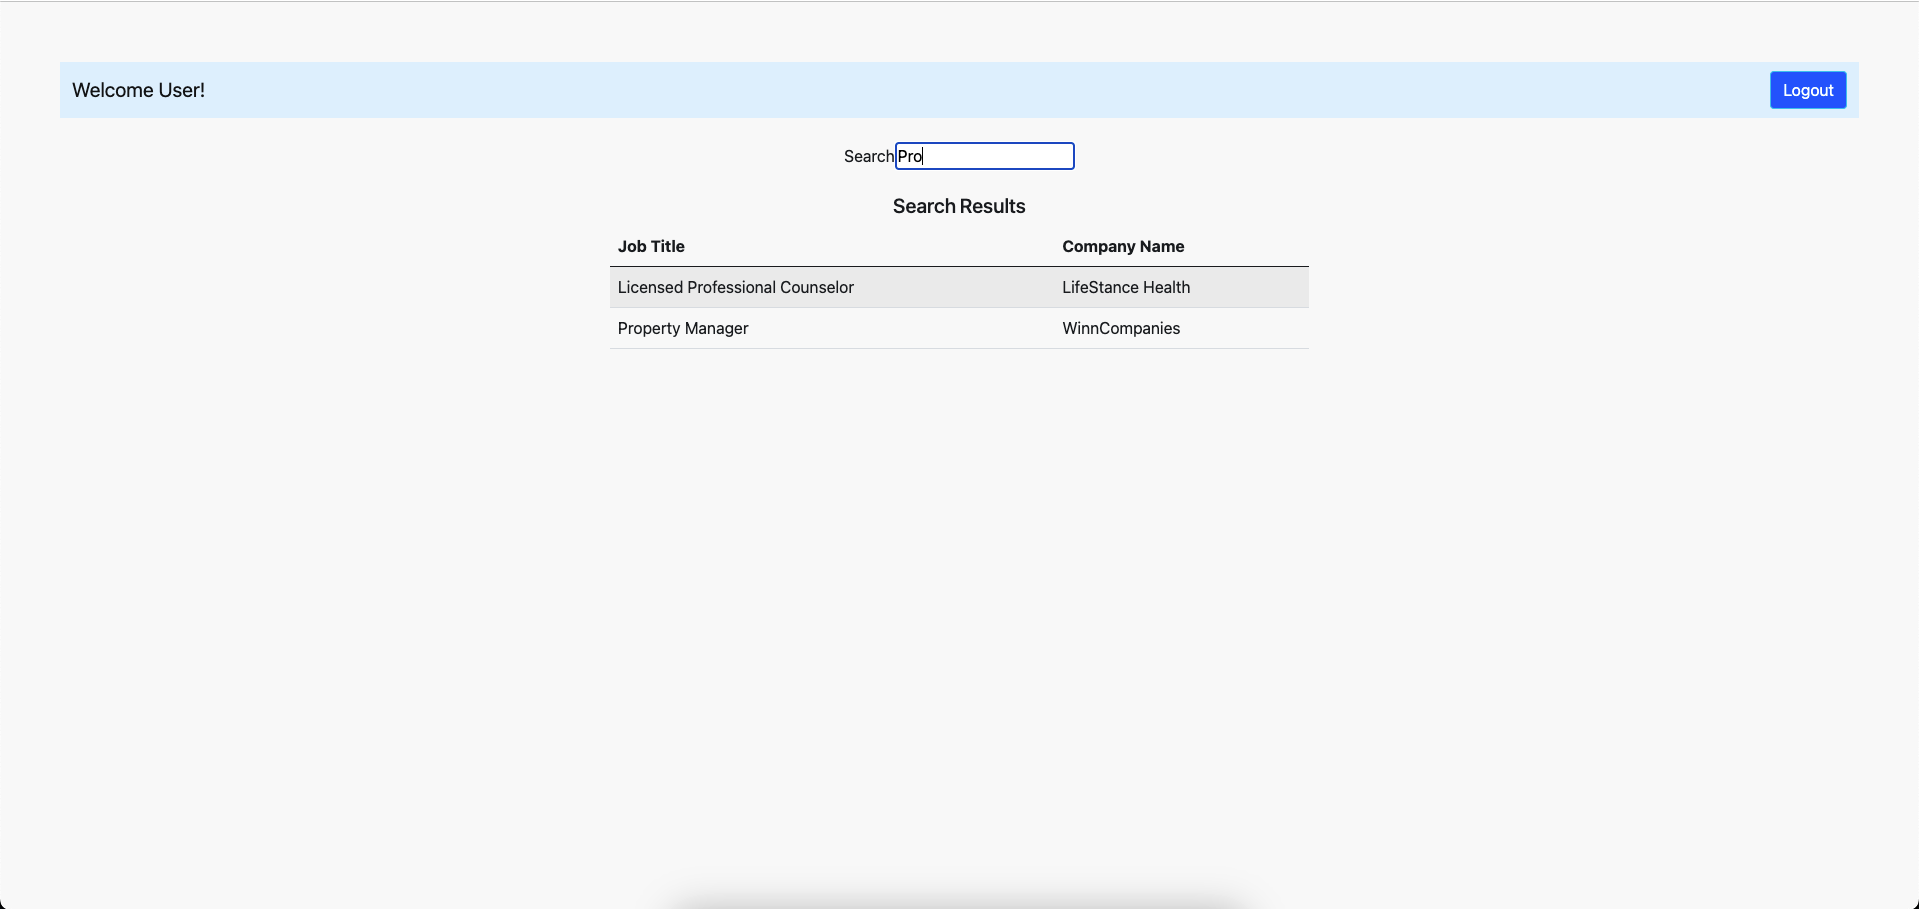 Welcome User!
Logout
Search Pro
Search Results
Job Title Company Name
Licensed Professional Counselor LifeStance Health
Property Manager WinnCompanies